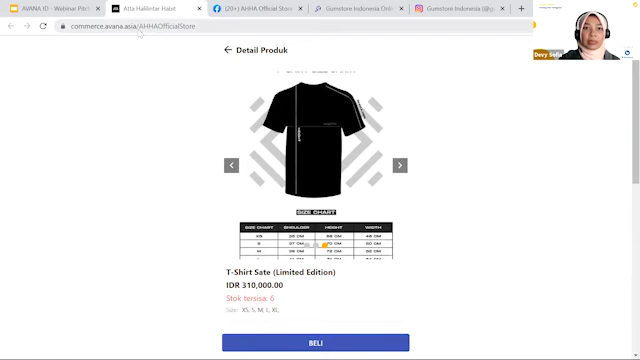 AVANA ID - Webinar Pitch
Atta Halilintar Halet
(20+) AHHA Official Store
Gumstore Indonesia Onli
Gumstore Indonesia (@g
commerce.avana.asia/AHHAOfficialStore
Devy Sofia
Detail Produk
SIZE CHART
SIZE CHART SHOULDER HEIGHT WIDTH
XS
S
M
T-Shirt Sate (Limited Edition)
IDR 310,000.00
Stok tersisa: 6
Size: XS, S, M, L, XL,
BELI